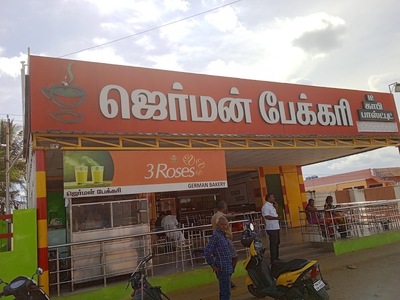 ஜெர்மன் பேக்கரி
காபி
பாஸ்ட்புட்
3 Roses
GERMAN BAKERY
ஜெர்மன் பேக்கரி